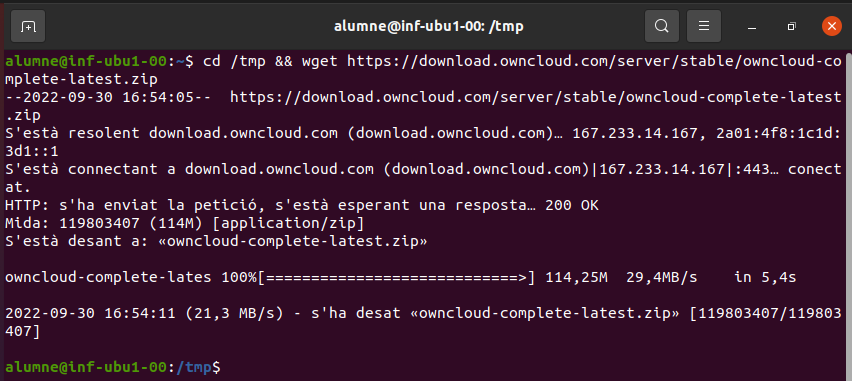 alumne@inf-ubu1-00: /tmp
alumne@inf-ubu1-00:~$ cd /tmp && wget https://download.owncloud.com/server/stable/owncloud-co
mplete-latest.zip
--2022-09-30 16:54:05--  https://download.owncloud.com/server/stable/owncloud-complete-latest
.zip
S'està resolent download.owncloud.com (download.owncloud.com)… 167.233.14.167, 2a01:4f8:1c1d:
3d1::1
S'està connectant a download.owncloud.com (download.owncloud.com)|167.233.14.167|:443… conect
at.
HTTP: s'ha enviat la petició, s'està esperant una resposta… 200 OK
Mida: 119803407 (114M) [application/zip]
S'està desant a: «owncloud-complete-latest.zip»
owncloud-complete-lates 100%[============================>] 114,25M  29,4MB/s    in 5,4s
2022-09-30 16:54:11 (21,3 MB/s) - s'ha desat «owncloud-complete-latest.zip» [119803407/119803
407]
alumne@inf-ubu1-00:/tmp$